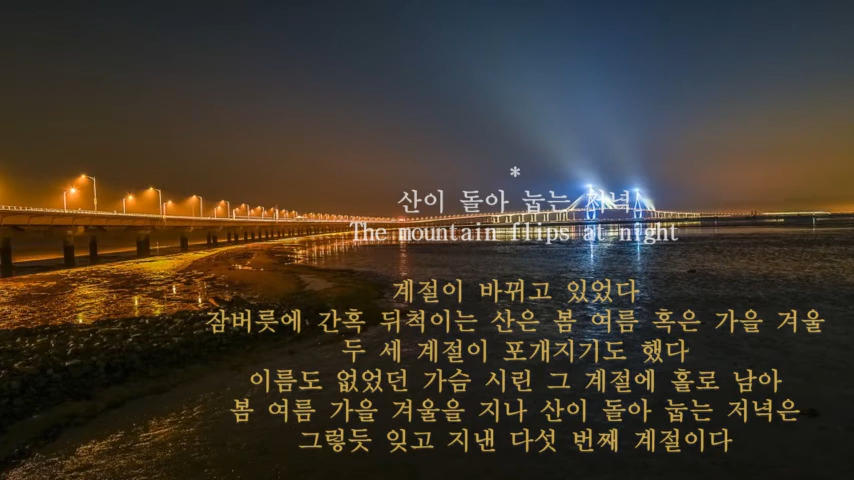 *
산이 돌아 눕는 저녁
The mountain flips at night
계절이 바뀌고 있었다
잠버릇에 간혹 뒤척이는 산은 봄 여름 혹은 가을 겨울
두 세 계절이 포개지기도 했다
이름도 없었던 가슴 시린 그 계절에 홀로 남아
봄 여름 가을 겨울을 지나 산이 돌아 눕는 저녁은
그렇듯 잊고 지낸 다섯 번째 계절이다